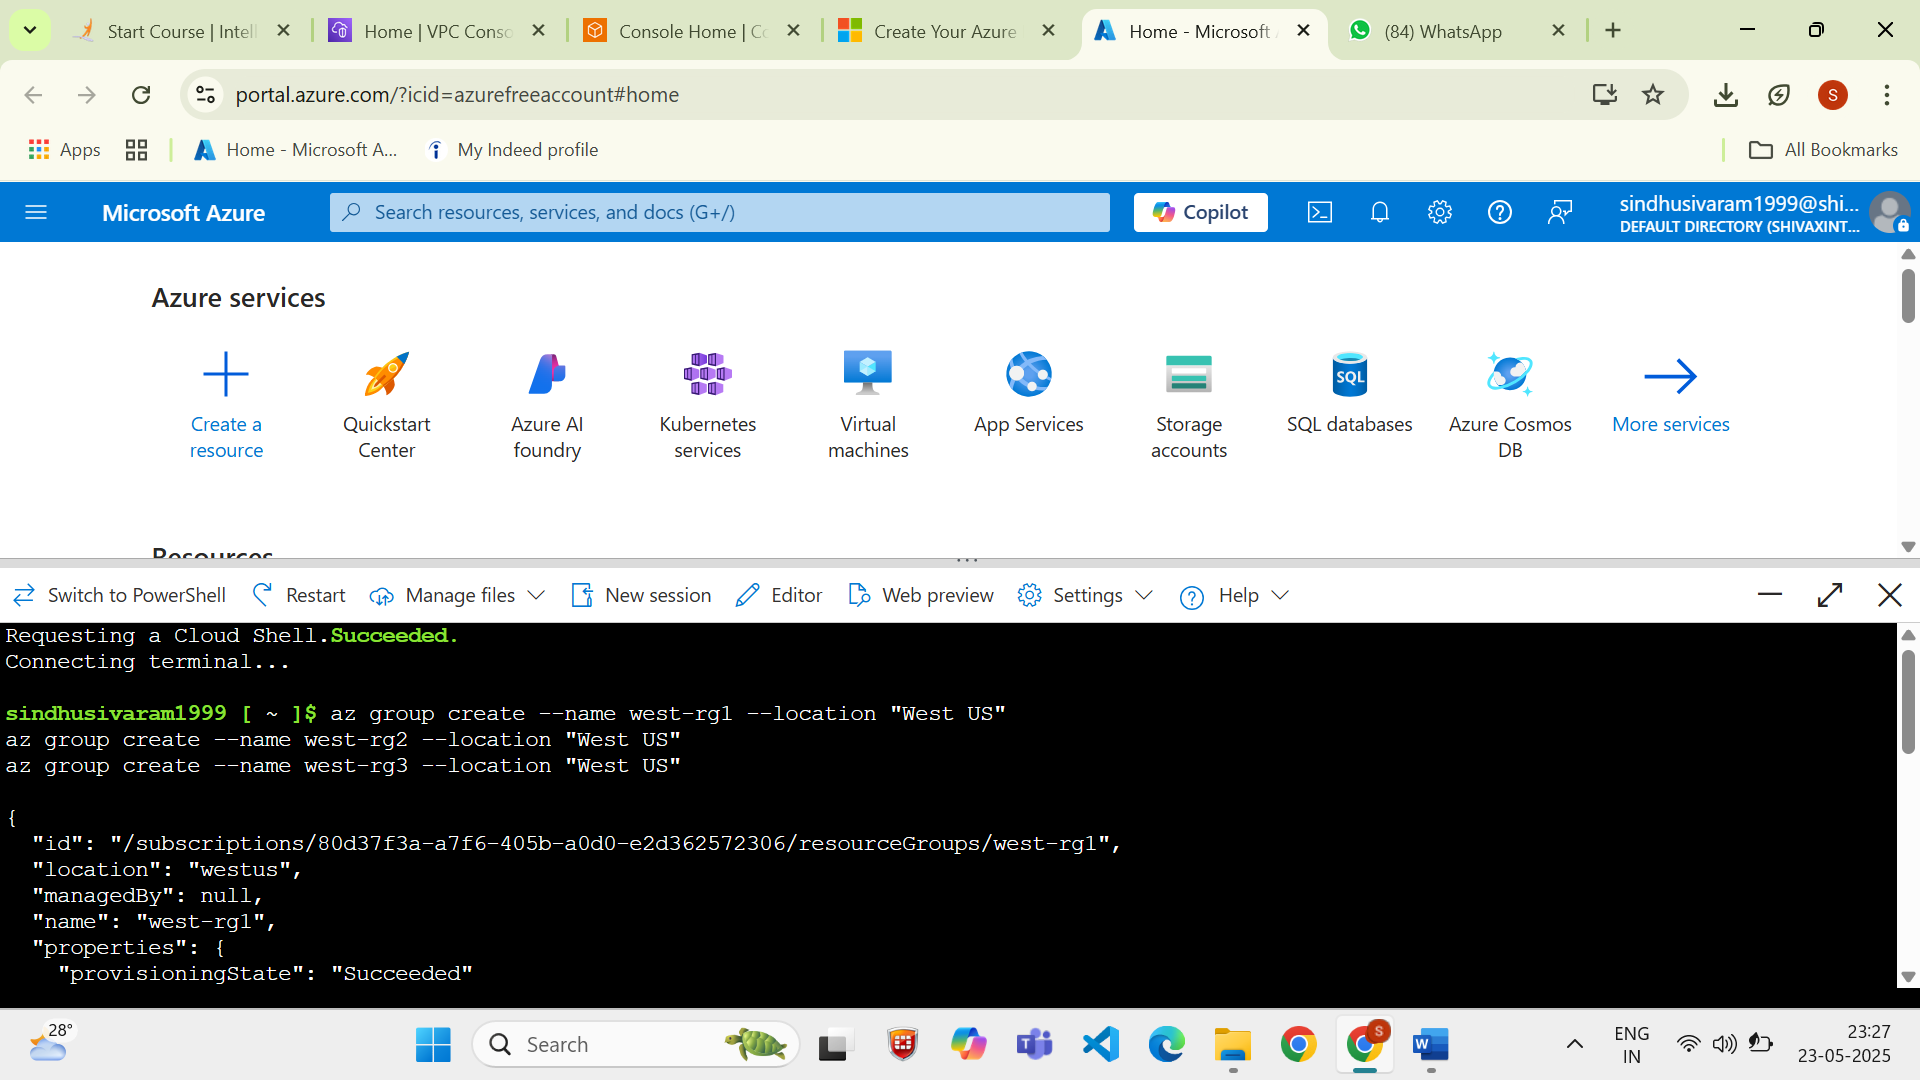 Start Course | Intell
Home | VPC Conso
Console Home | Co
Create Your Azure
Home - Microsoft A
(84) WhatsApp
portal.azure.com/?icid=azurefreeaccount#home
S
Apps
Home - Microsoft A...
My Indeed profile
All Bookmarks
Microsoft Azure
Search resources, services, and docs (G+/)
Copilot
sindhusivaram1999@shi...
DEFAULT DIRECTORY (SHIVAXINT...
Azure services
Create a resource
Quickstart Center
Azure AI foundry
Kubernetes services
Virtual machines
App Services
Storage accounts
SQL
SQL databases
Azure Cosmos DB
More services
Resources
Switch to PowerShell
Restart
Manage files
New session
Editor
Web preview
Settings
Help
Requesting a Cloud Shell.Succeeded.
Connecting terminal...
sindhusivaram1999 [ ~ ]$ az group create --name west-rg1 --location "West US"
az group create --name west-rg2 --location "West US"
az group create --name west-rg3 --location "West US"
{
"id": "/subscriptions/80d37f3a-a7f6-405b-a0d0-e2d362572306/resourceGroups/west-rg1",
"location": "westus",
"managedBy": null,
"name": "west-rg1",
"properties": {
"provisioningState": "Succeeded"
28°
Search
S
ENG
IN
23:27
23-05-2025